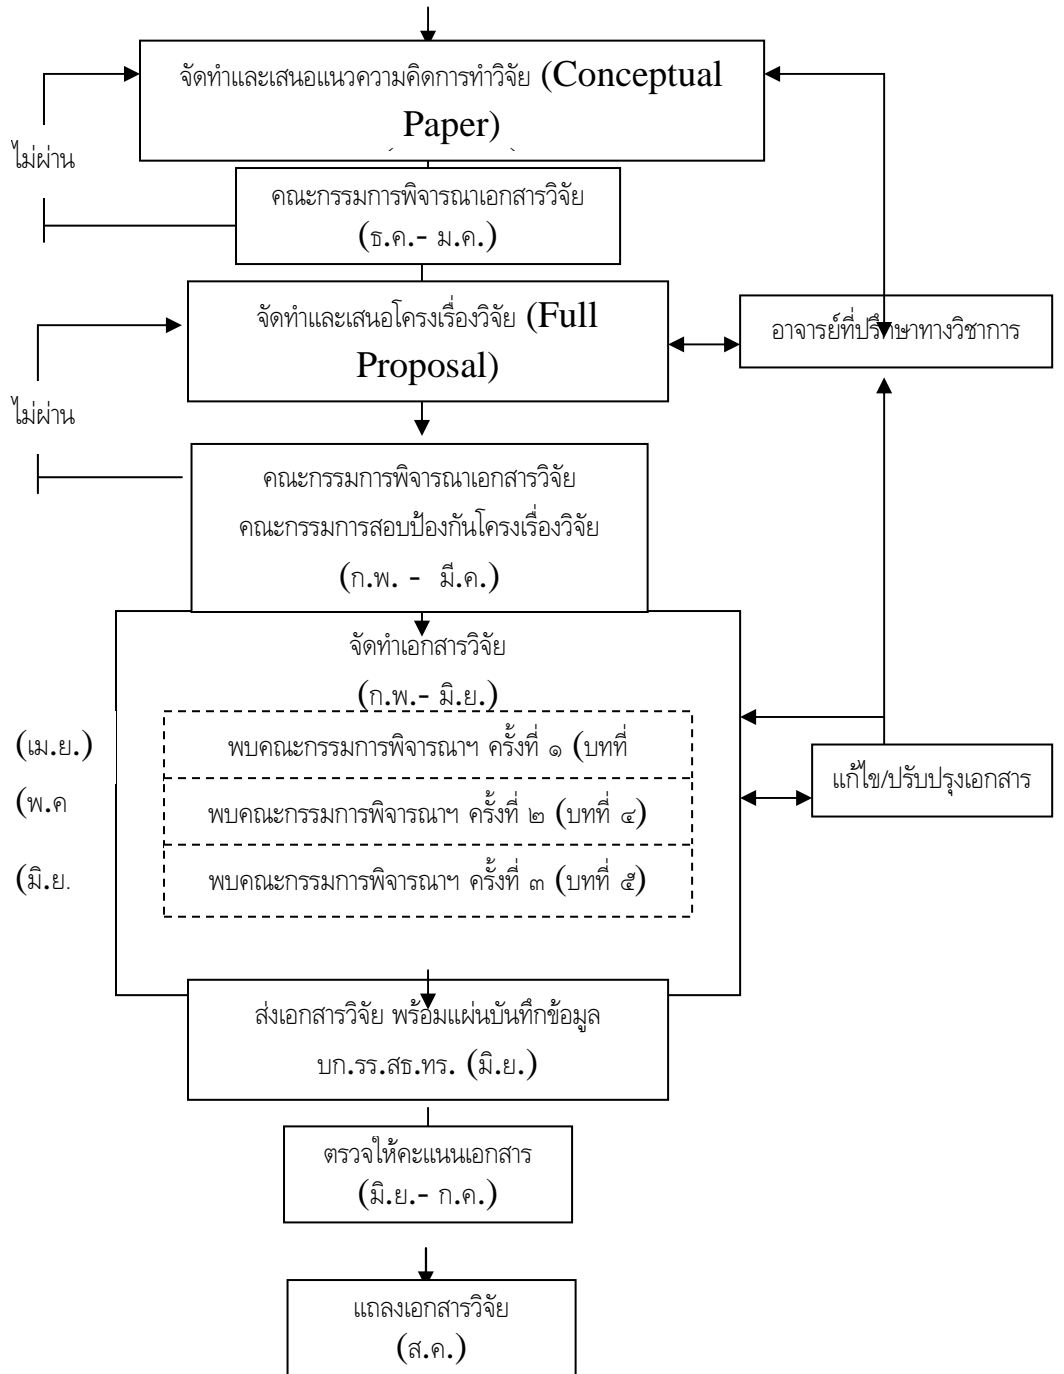 จัดทำและเสนอแนวความคิดการทำวิจัย (Conceptual
Paper)
ไม่ผ่าน
คณะกรรมการพิจารณาเอกสารวิจัย
(ธ.ค.- ม.ค.)
จัดทำและเสนอโครงเรื่องวิจัย (Full
Proposal)
อาจารย์ที่ปรึกษาทางวิชาการ
ไม่ผ่าน
คณะกรรมการพิจารณาเอกสารวิจัย
คณะกรรมการสอบป้องกันโครงเรื่องวิจัย
(ก.พ. - มี.ค.)
จัดทำเอกสารวิจัย
(ก.พ.- มิ.ย.)
(เม.ย.)
พบคณะกรรมการพิจารณาฯ ครั้งที่ ๑ (บทที่
แก้ไข/ปรับปรุงเอกสาร
(พ.ค
พบคณะกรรมการพิจารณาฯ ครั้งที่ ๒ (บทที่ ๔)
(มิ.ย.
พบคณะกรรมการพิจารณาฯ ครั้งที่ ๓ (บทที่ ๕)
ส่งเอกสารวิจัย พร้อมแผ่นบันทึกข้อมูล
บก.รร.สธ.ทร. (มิ.ย.)
ตรวจให้คะแนนเอกสาร
(มิ.ย.- ก.ค.)
แถลงเอกสารวิจัย
(ส.ค.)